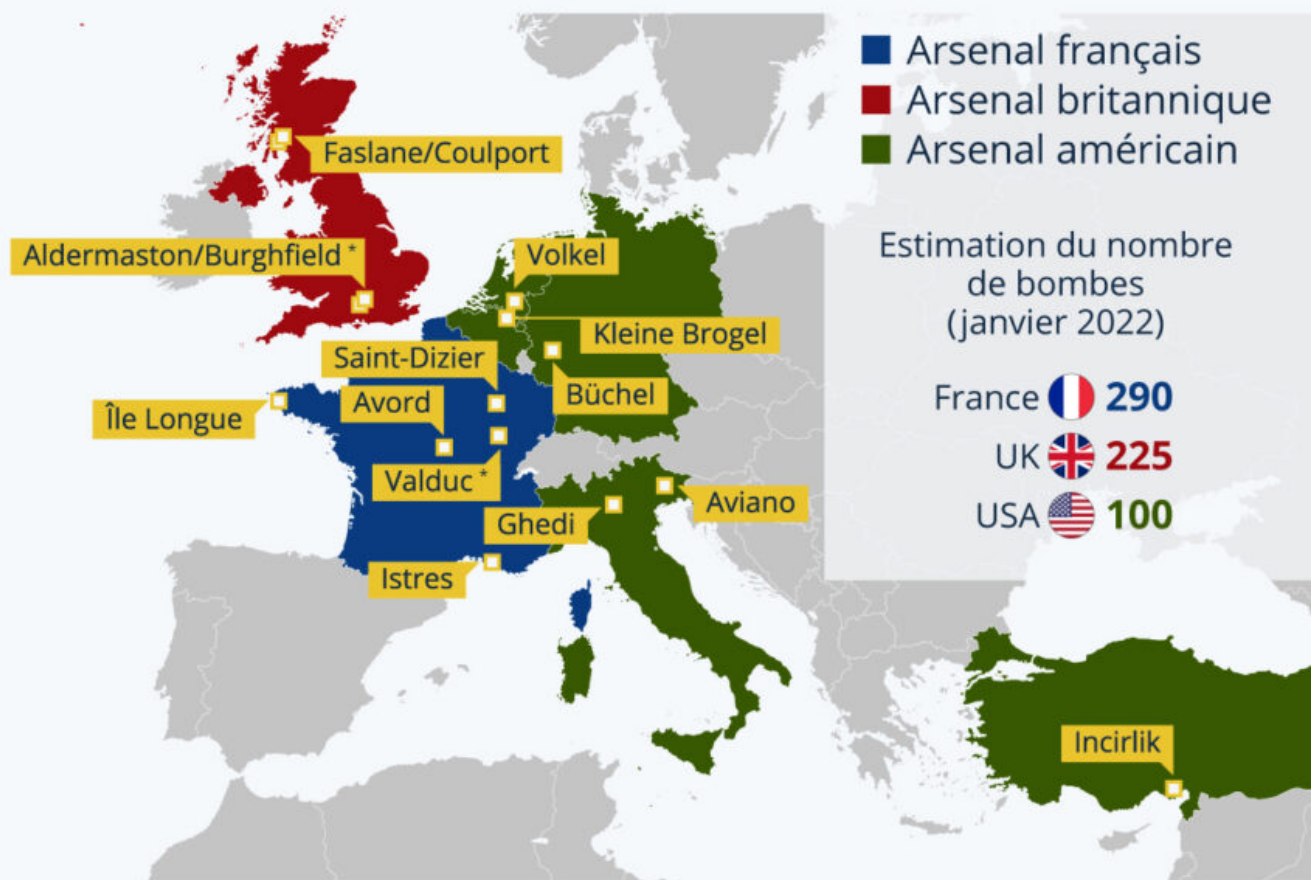 Arsenal français
Arsenal britannique
Arsenal américain
Estimation du nombre
de bombes
(janvier 2022)
France 290
UK 225
USA 100
Faslane/Coulport
Aldermaston/Burghfield *
Volkel
Kleine Brogel
Saint-Dizier
Büchel
Avord
Île Longue
Valduc *
Aviano
Ghedi
Istres
Incirlik